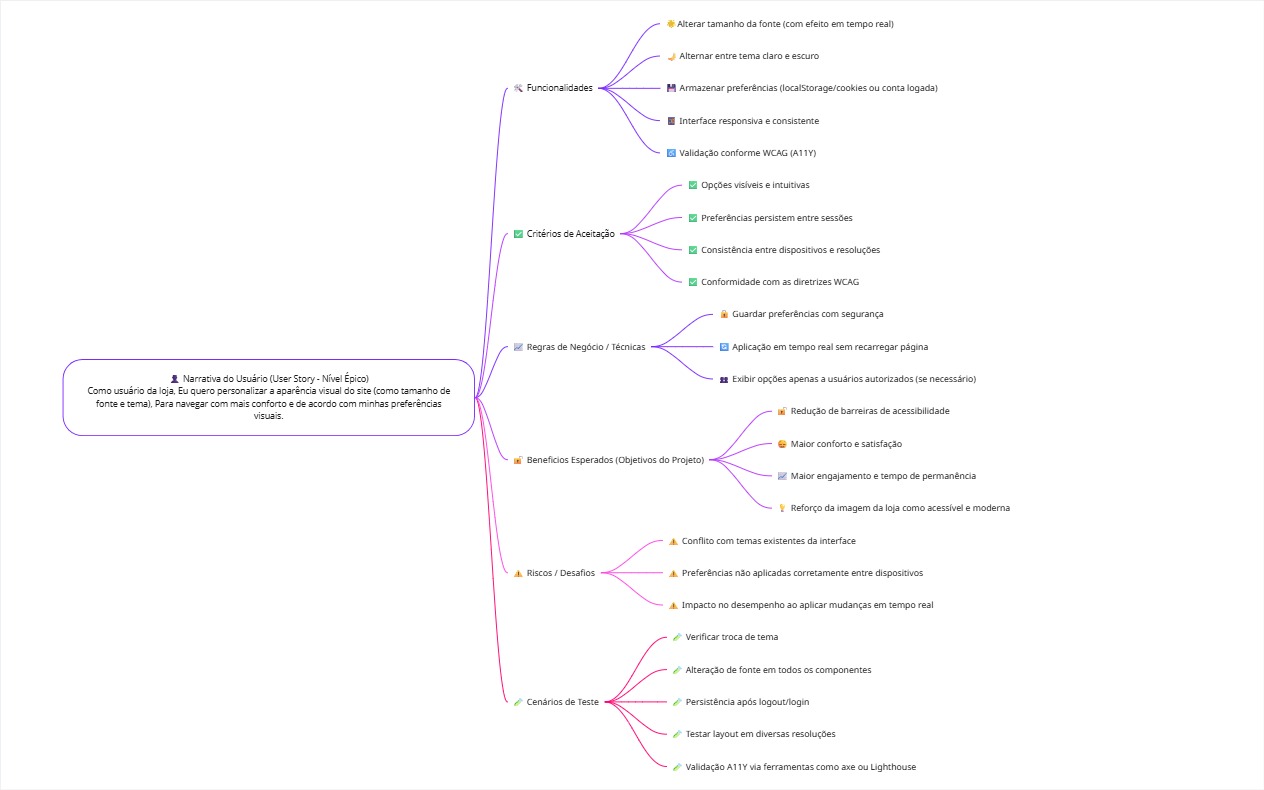 Alterar tamanho da fonte (com efeito em tempo real)
Alternar entre tema claro e escuro
Funcionalidades
Armazenar preferências (localStorage/cookies ou conta logada)
Interface responsiva e consistente
Validação conforme WCAG (A11Y)
Opções visíveis e intuitivas
Preferências persistem entre sessões
Critérios de Aceitação
Consistência entre dispositivos e resoluções
Conformidade com as diretrizes WCAG
Guardar preferências com segurança
Regras de Negócio / Técnicas
Aplicação em tempo real sem recarregar página
Exibir opções apenas a usuários autorizados (se necessário)
Narrativa do Usuário (User Story - Nível Épico)
Como usuário da loja, Eu quero personalizar a aparência visual do site (como tamanho de
fonte e tema), Para navegar com mais conforto e de acordo com minhas preferências
visuais.
Redução de barreiras de acessibilidade
Maior conforto e satisfação
Benefícios Esperados (Objetivos do Projeto)
Maior engajamento e tempo de permanência
Reforço da imagem da loja como acessível e moderna
Conflito com temas existentes da interface
Riscos / Desafios
Preferências não aplicadas corretamente entre dispositivos
Impacto no desempenho ao aplicar mudanças em tempo real
Verificar troca de tema
Alteração de fonte em todos os componentes
Cenários de Teste
Persistência após logout/login
Testar layout em diversas resoluções
Validação A11Y via ferramentas como axe ou Lighthouse